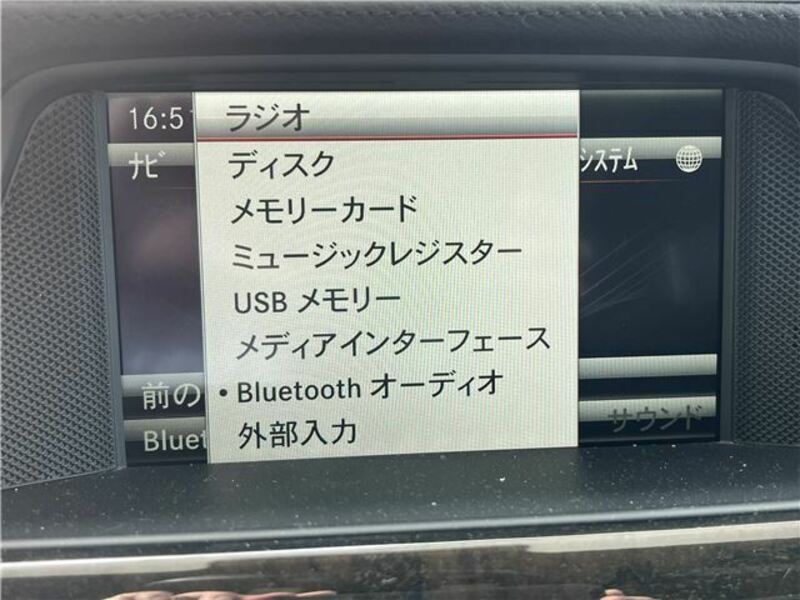 16:51
ラジオ
ナビ
システム
ディスク
メモリーカード
ミュージックレジスター
USB メモリー
メディアインターフェース
前の
• Bluetooth オーディオ
サウンド
外部入力